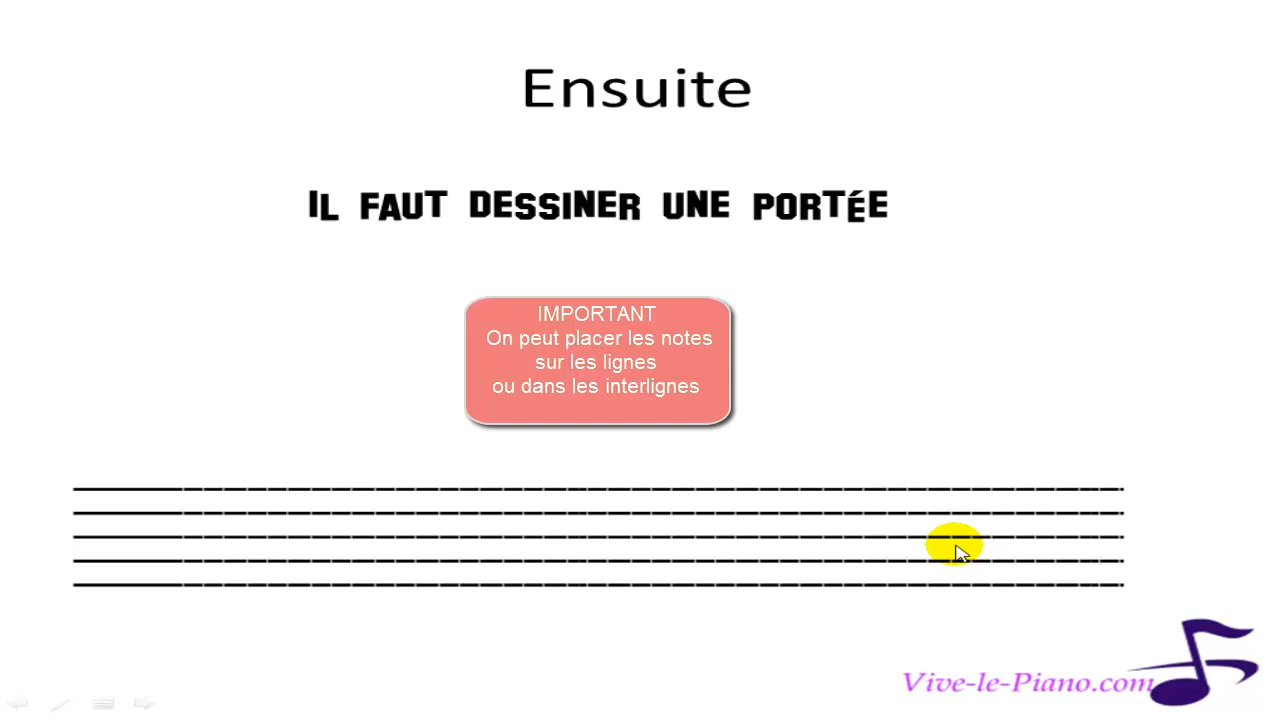 Ensuite
IL FAUT DESSINER UNE PORTÉE
IMPORTANT
On peut placer les notes
sur les lignes
ou dans les interlignes
Vive-le-Piano.com